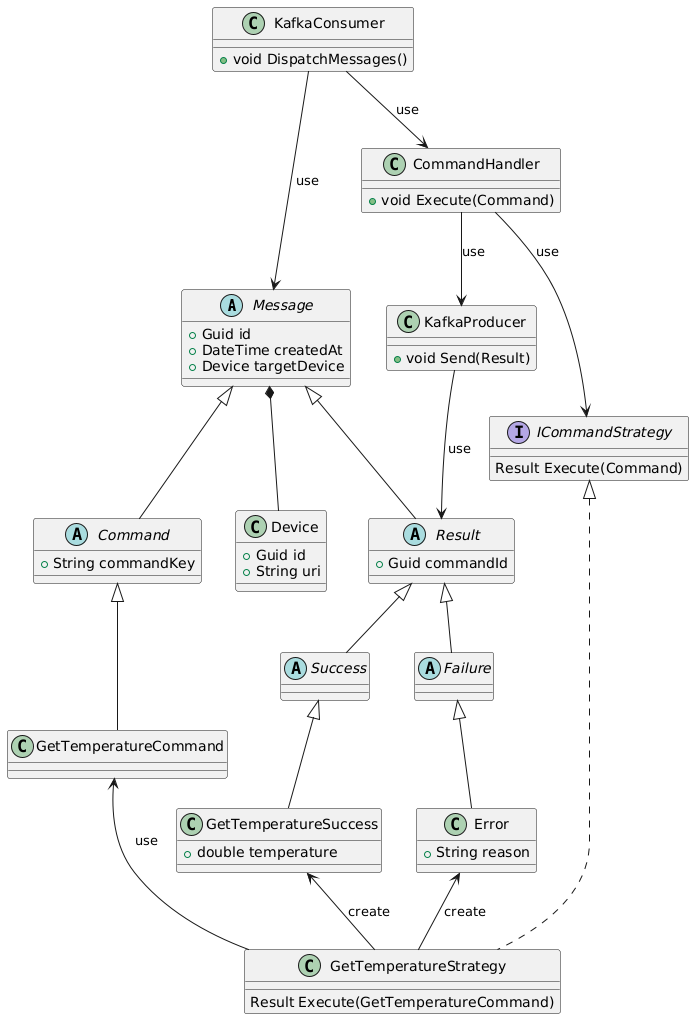 C KafkaConsumer
void DispatchMessages()
use
use
C CommandHandler
void Execute(Command)
use
use
A Message
Guid id
DateTime createdAt
Device targetDevice
C KafkaProducer
void Send(Result)
use
I ICommandStrategy
Result Execute(Command)
A Command
String commandKey
C Device
Guid id
String uri
A Result
Guid commandId
A Success
A Failure
C GetTemperatureCommand
C GetTemperatureSuccess
double temperature
C Error
String reason
use
create
create
C GetTemperatureStrategy
Result Execute(GetTemperatureCommand)